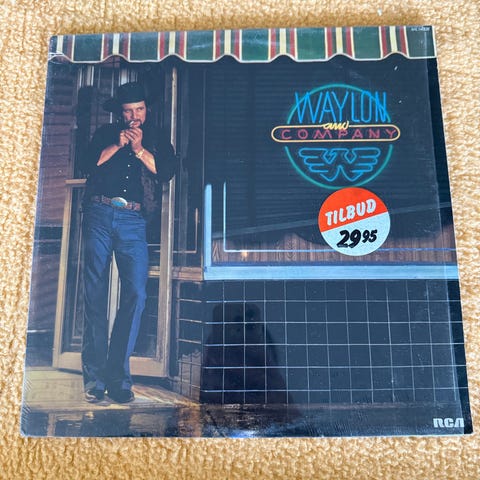 WAYLON
and
COMPANY
TILBUD
29.95
RCA